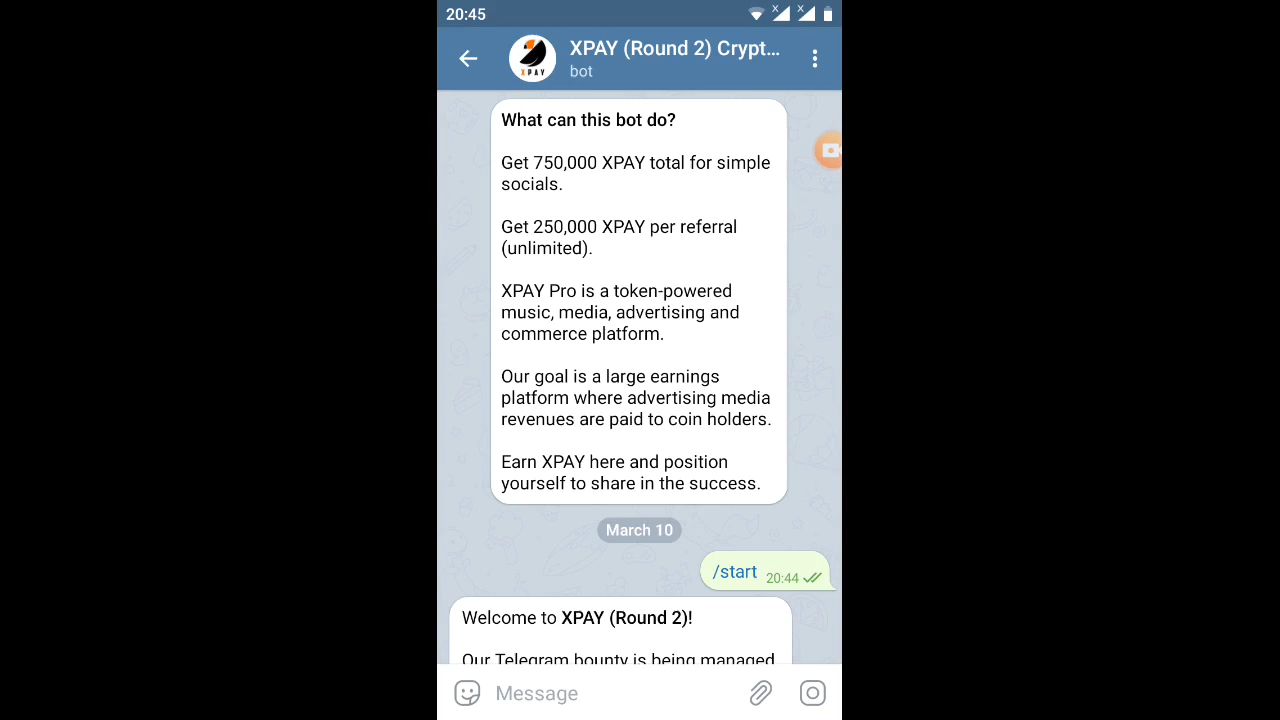 20:45
XPAY (Round 2) Crypt...
XPAY
bot
What can this bot do?
Get 750,000 XPAY total for simple
socials.
Get 250,000 XPAY per referral
(unlimited).
XPAY Pro is a token-powered
music, media, advertising and
commerce platform.
Our goal is a large earnings
platform where advertising media
revenues are paid to coin holders.
Earn XPAY here and position
yourself to share in the success.
March 10
/start 20:44
Welcome to XPAY (Round 2)!
Our Telegram bounty is being managed
Message